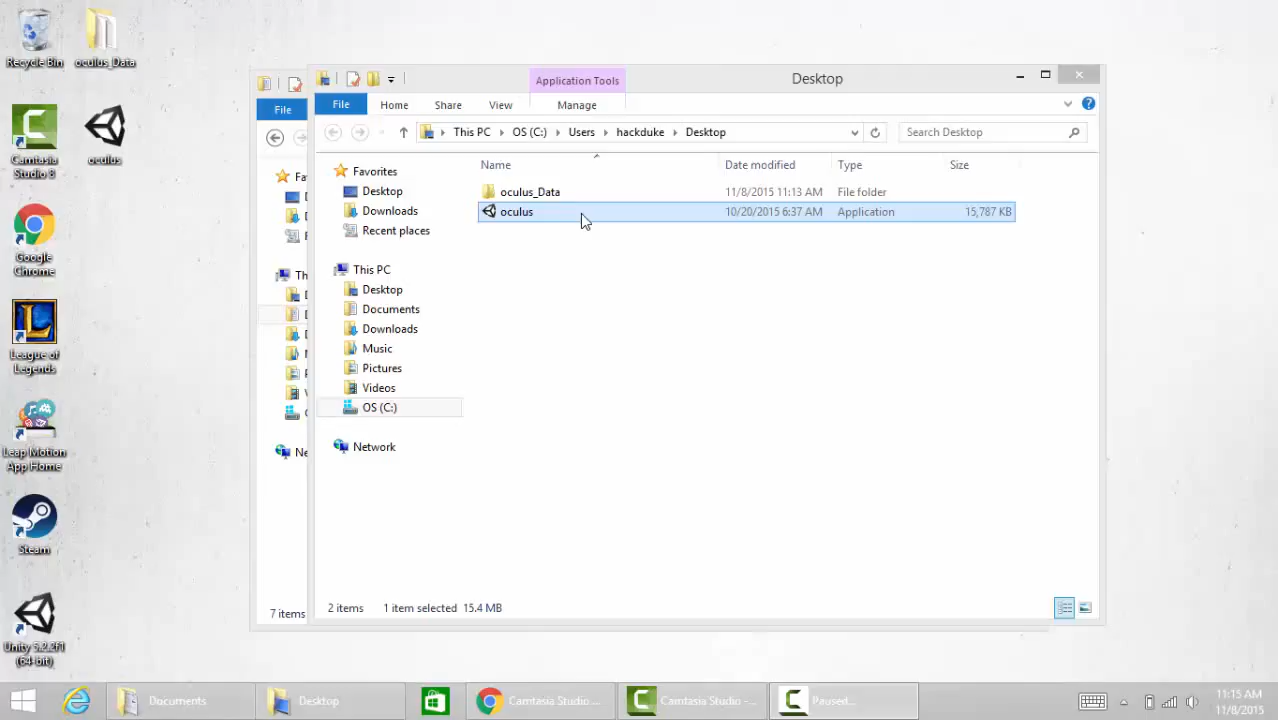 Recycle Bin
oculus_Data
Camtasia
Studio 8
oculus
Google
Chrome
League of
Legends
Leap Motion
App Home
Steam
Unity 5.2.2f1
(64-bit)
File
Fa
Th
Ne
7 items
Application Tools
Desktop
File
Home
Share
View
Manage
This PC
OS (C:)
Users
hackduke
Desktop
Search Desktop
Favorites
Desktop
Downloads
Recent places
This PC
Desktop
Documents
Downloads
Music
Pictures
Videos
OS (C:)
Network
Name Date modified Type Size
oculus_Data 11/8/2015 11:13 AM File folder
oculus 10/20/2015 6:37 AM Application 15,787 KB
2 items 1 item selected 15.4 MB
Documents
Desktop
Camtasia Studio ...
Camtasia Studio -...
Paused...
11:15 AM
11/8/2015